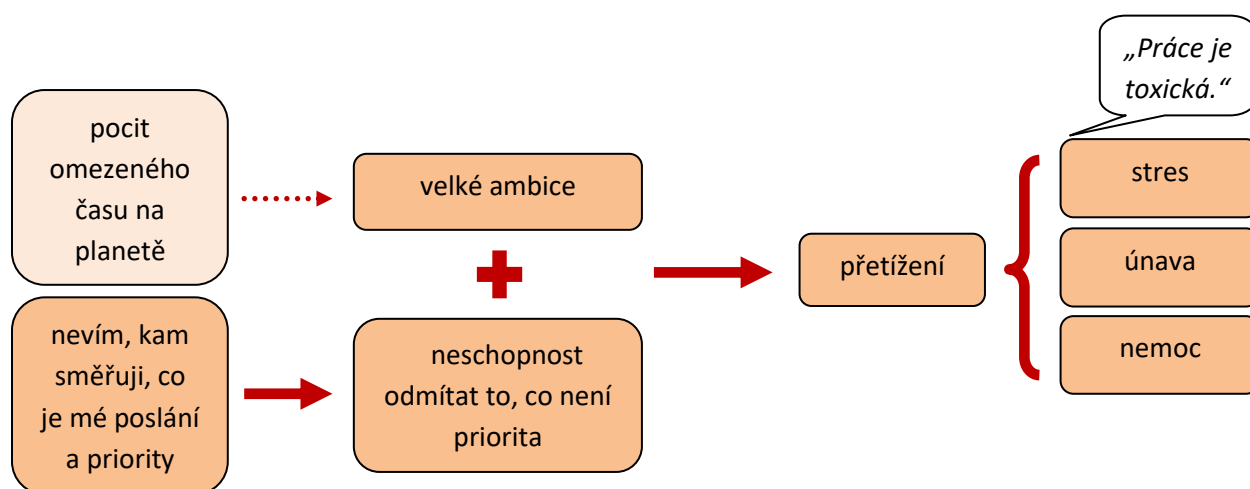 „Práce je
toxická.“
pocit
omezeného
času na
planetě
velké ambice
stres
přetížení
únava
nevím, kam
směřuji, co
je mé poslání
a priority
neschopnost
odmítat to, co není
priorita
nemoc